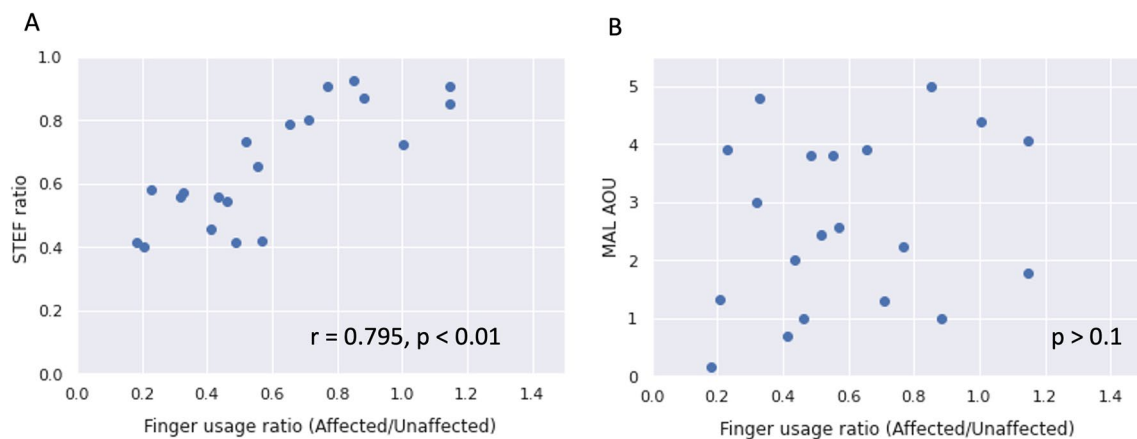 A
STEF ratio
1.0
0.8
0.6
0.4
0.2
0.0
r = 0.795, p < 0.01
0.0 0.2 0.4 0.6 0.8 1.0 1.2 1.4
Finger usage ratio (Affected/Unaffected)
B
MAL AOU
5
4
3
2
1
0
p > 0.1
0.0 0.2 0.4 0.6 0.8 1.0 1.2 1.4
Finger usage ratio (Affected/Unaffected)